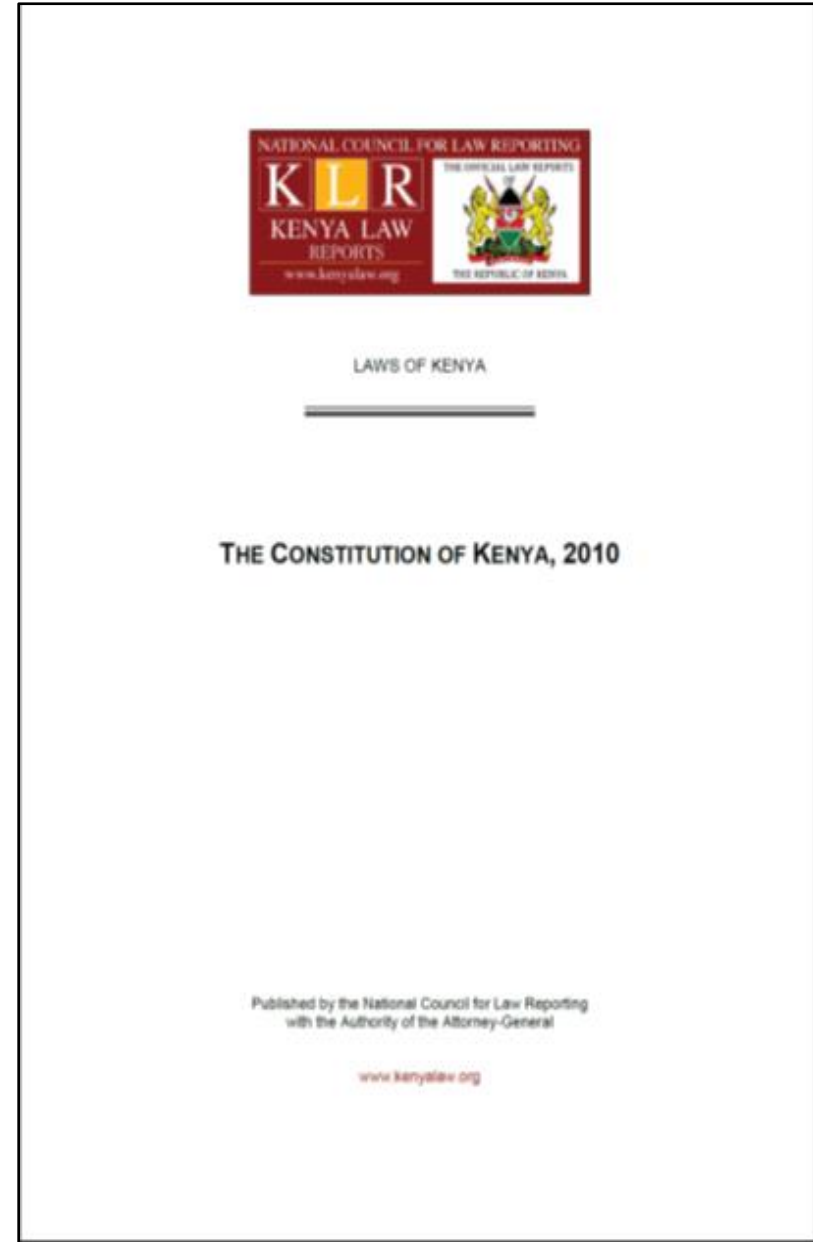 NATIONAL COUNCIL FOR LAW REPORTING
KLR
KENYA LAW
REPORTS
www.kenyalaw.org
THE OFFICIAL LAW REPORTS
OF
THE REPUBLIC OF KENYA
LAWS OF KENYA
THE CONSTITUTION OF KENYA, 2010
Published by the National Council for Law Reporting
with the Authority of the Attorney-General
www.kenyalaw.org